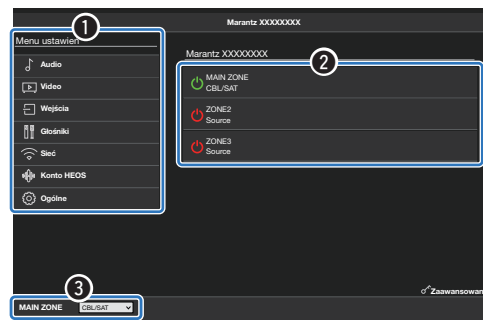 Marantz XXXXXXXX
1
Menu ustawień
Audio
Video
Wejścia
Głośniki
Sieć
Konto HEOS
Ogólne
Marantz XXXXXXXX
2
MAIN ZONE
CBL/SAT
ZONE2
Source
ZONE3
Source
Zaawansowan
3
MAIN ZONE CBL/SAT